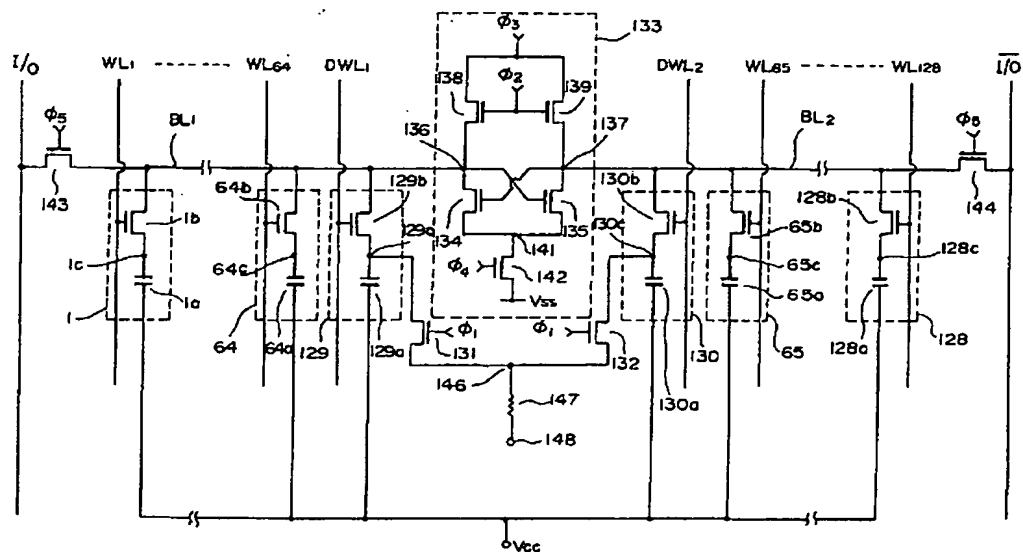 I/O WL1 WL64 DWL1 ϕ3 133 DWL2 WL65 WL128 I/O
138 ϕ2 139
ϕ5 BL1 136 137 BL2 ϕ5
143 144
64b 129b 130b 128b
1b 134 135 65b
1c 64c 129a 141 130c 65c 128c
ϕ4 142
1a Vss 65a
1 64 64a 129 129a ϕ1 131 ϕ1 132 130 65 128a 128
146 130a
147
148
Vcc